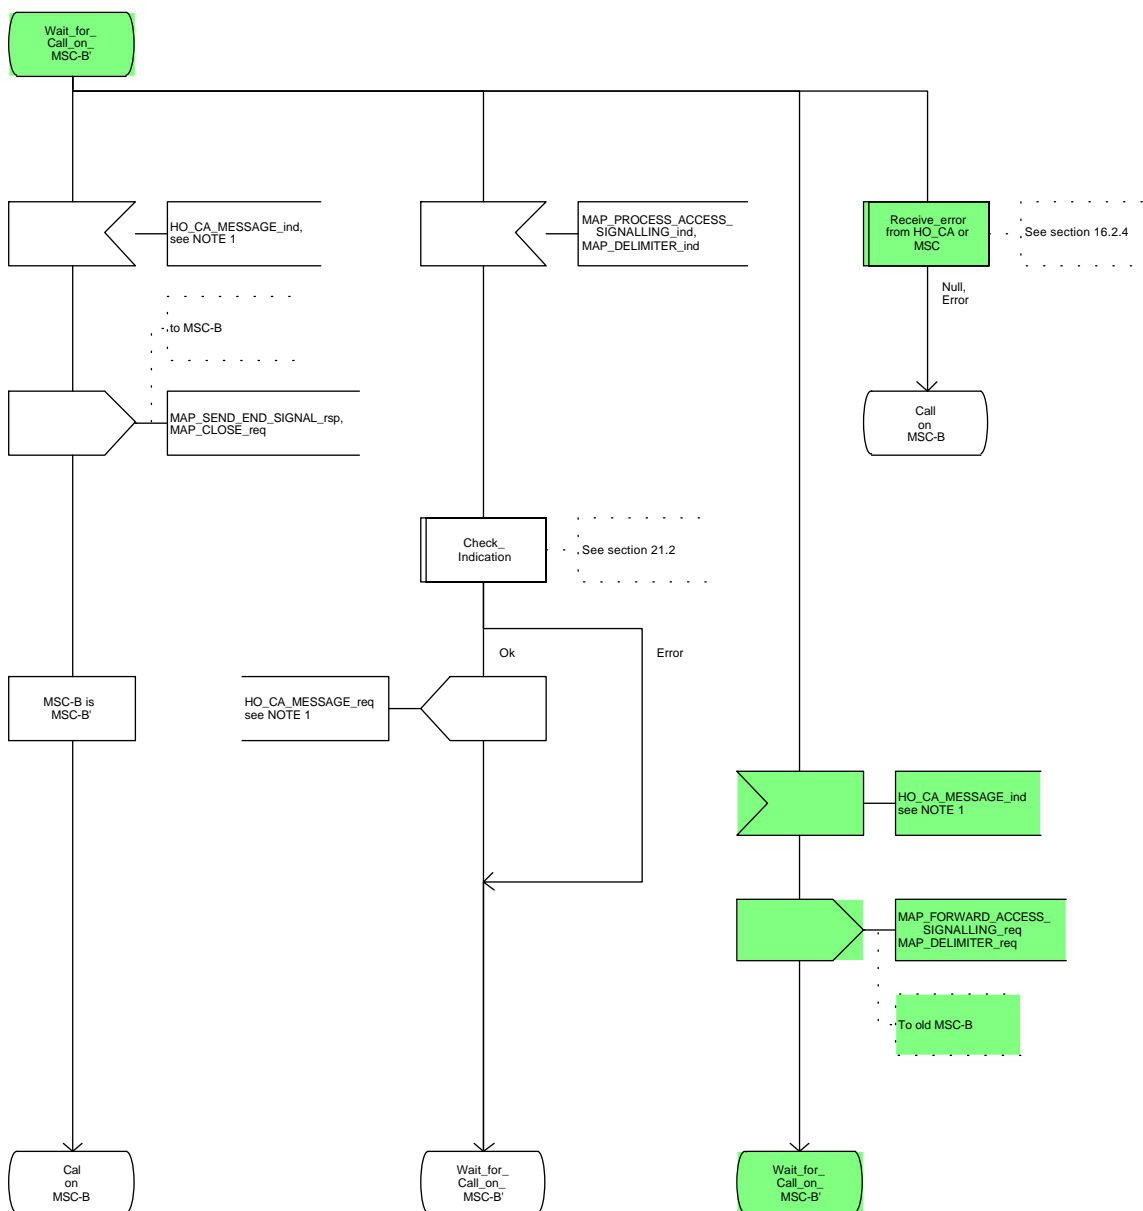 Wait_for_
Call_on_
MSC-B'
HO_CA_MESSAGE_ind,
see NOTE 1
MAP_PROCESS_ACCESS_
SIGNALLING_ind,
MAP_DELIMITER_ind
Receive_error
from HO_CA or
MSC
See section 16.2.4
Null,
Error
to MSC-B
MAP_SEND_END_SIGNAL_rsp,
MAP_CLOSE_req
Call
on
MSC-B
Check_
Indication
See section 21.2
Ok
Error
MSC-B is
MSC-B'
HO_CA_MESSAGE_req
see NOTE 1
HO_CA_MESSAGE_ind
see NOTE 1
MAP_FORWARD_ACCESS_
SIGNALLING_req
MAP_DELIMITER_req
To old MSC-B
Cal
on
MSC-B
Wait_for_
Call_on_
MSC-B'
Wait_for_
Call_on_
MSC-B'